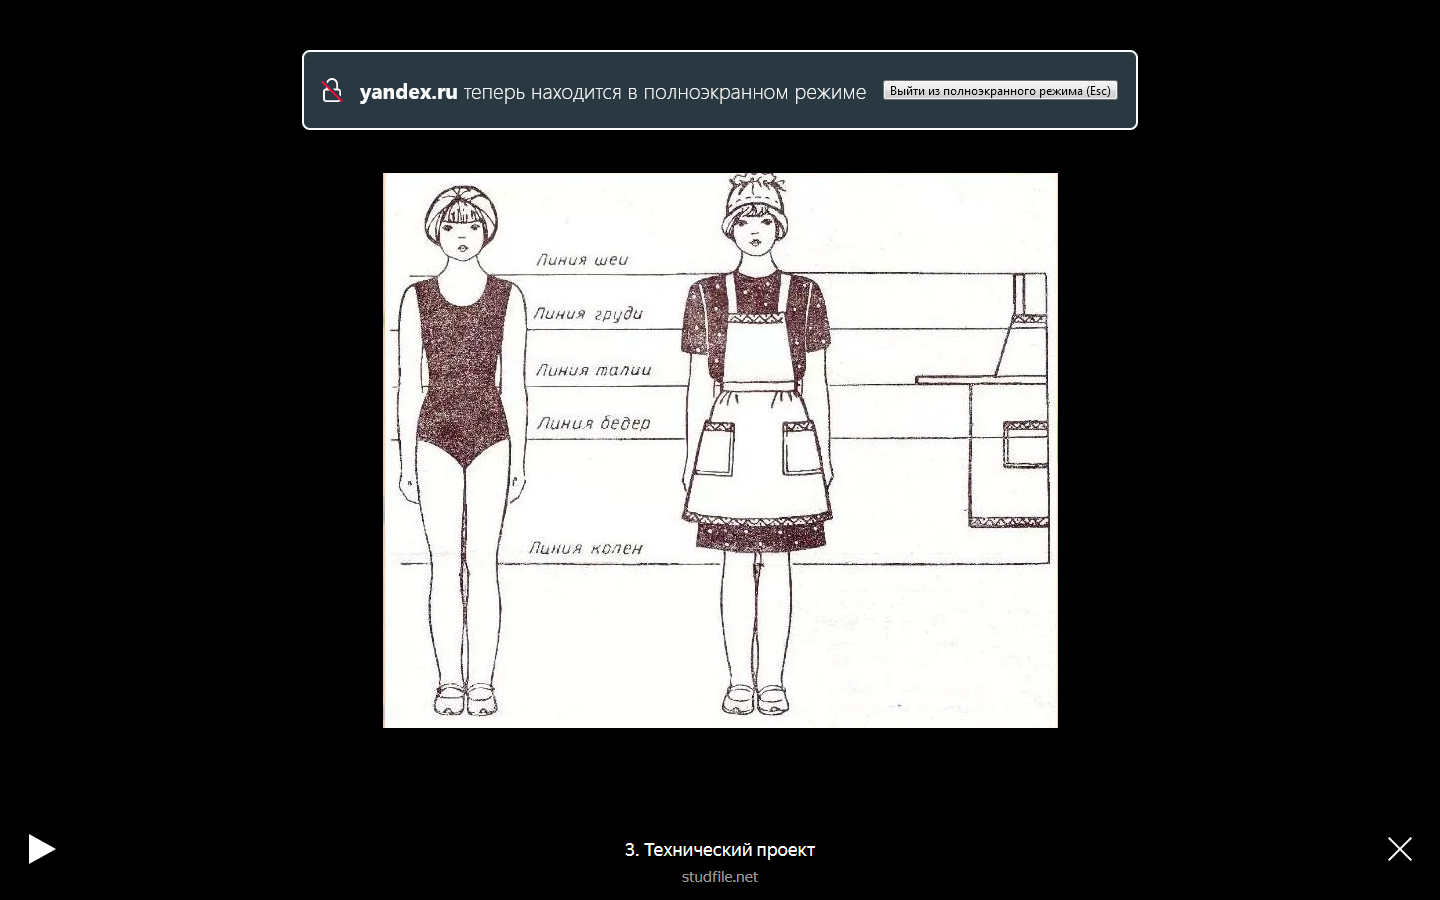 yandex.ru теперь находится в полноэкранном режиме
Выйти из полноэкранного режима (Esc)
Линия шеи
Линия груди
Линия талии
Линия бедер
Линия колен
3. Технический проект
studfile.net